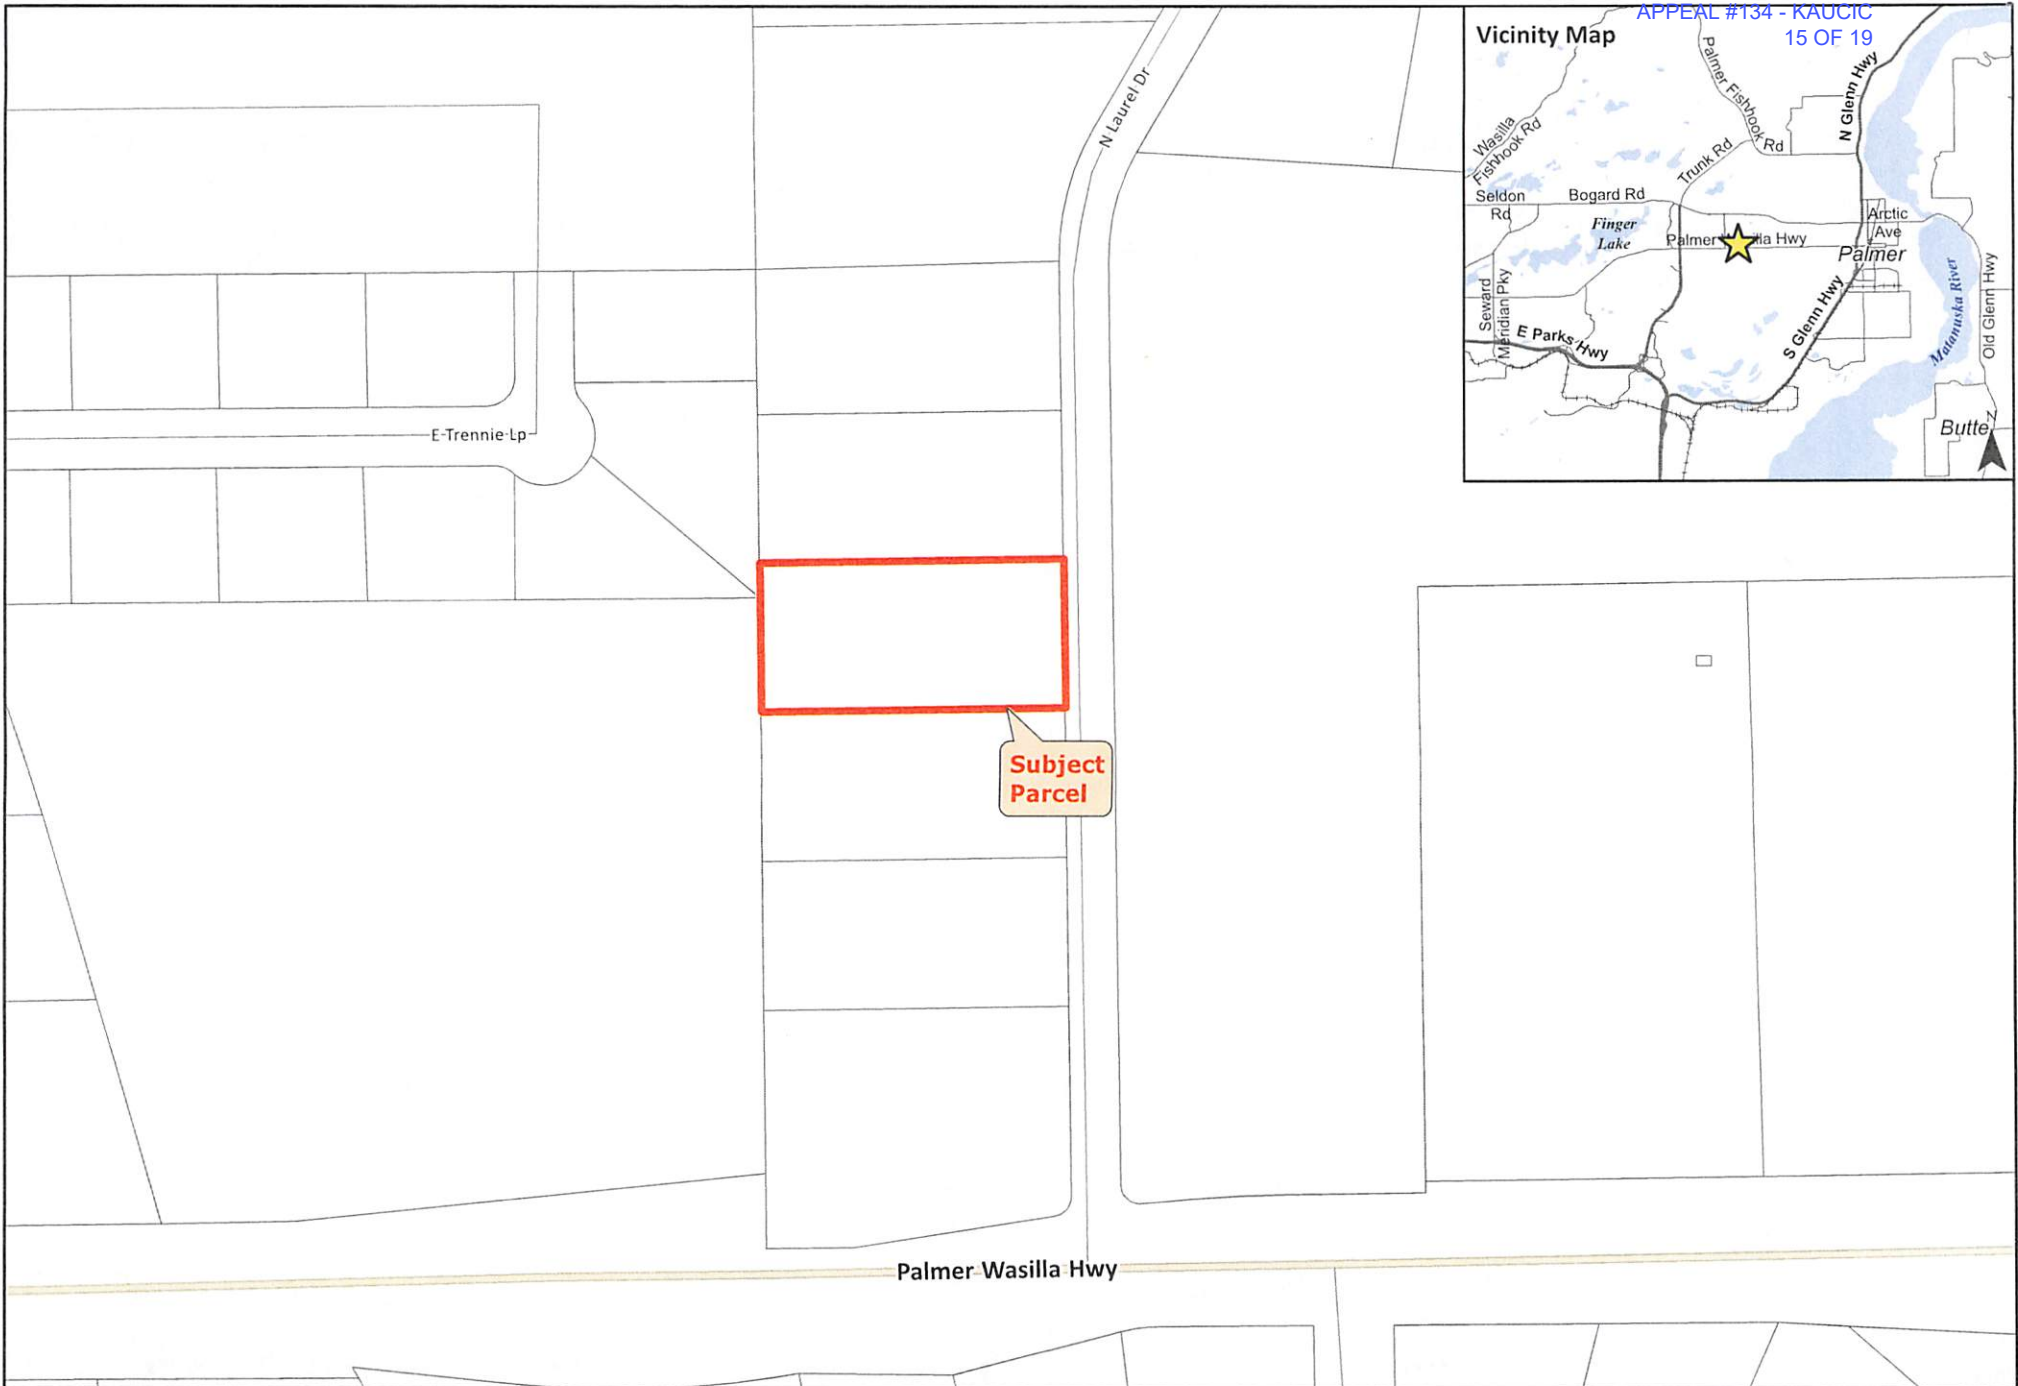 APPEAL #134 - KAUCIC
15 OF 19
Vicinity Map
Palmer Fishhook
Rd
N Glenn Hwy
Wasilla
Fishhook Rd
Trunk Rd
Seldon
Rd
Bogard Rd
Arctic
Ave
Finger
Lake
Palmer
illa Hwy
Palmer
Seward
Meridian Pky
E Parks Hwy
S Glenn Hwy
Matanuska River
Old Glenn Hwy
Butte
N
N Laurel Dr
E Trennie Lp
Subject
Parcel
Palmer Wasilla Hwy